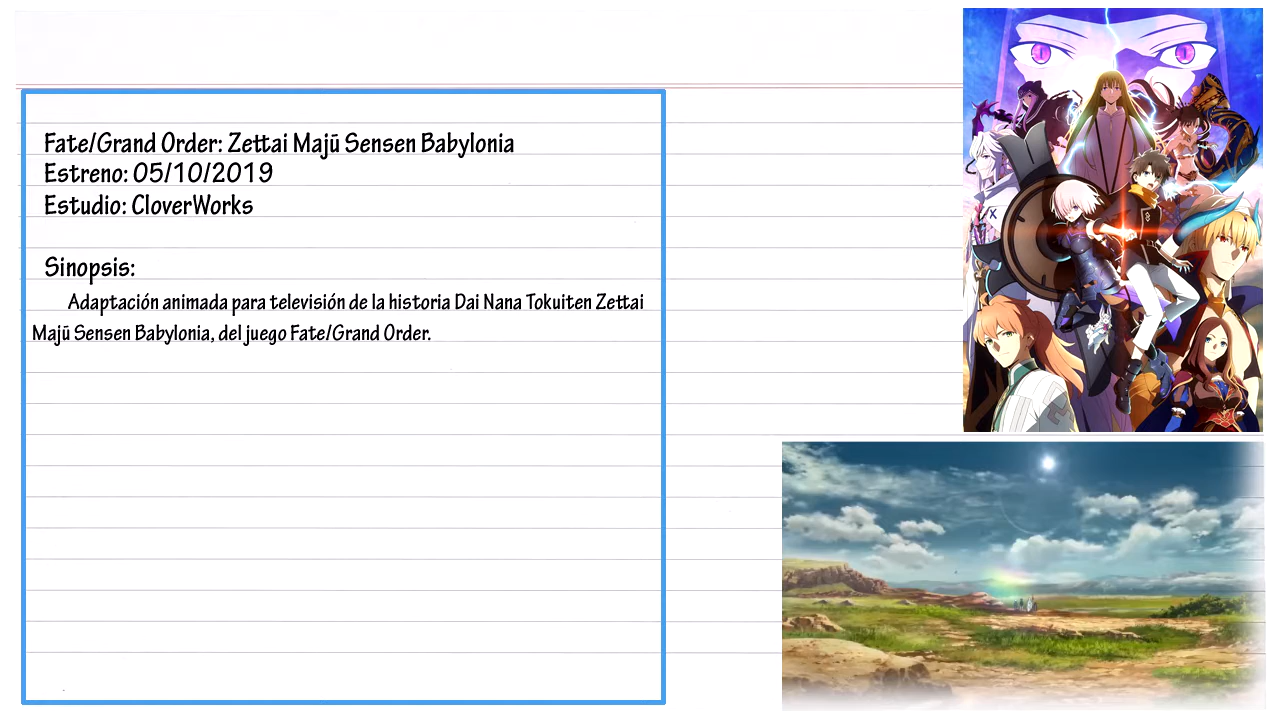 Fate/Grand Order: Zettai Majū Sensen Babylonia
Estreno: 05/10/2019
Estudio: CloverWorks
Sinopsis:
Adaptación animada para televisión de la historia Dai Nana Tokuiten Zettai
Majū Sensen Babylonia, del juego Fate/Grand Order.